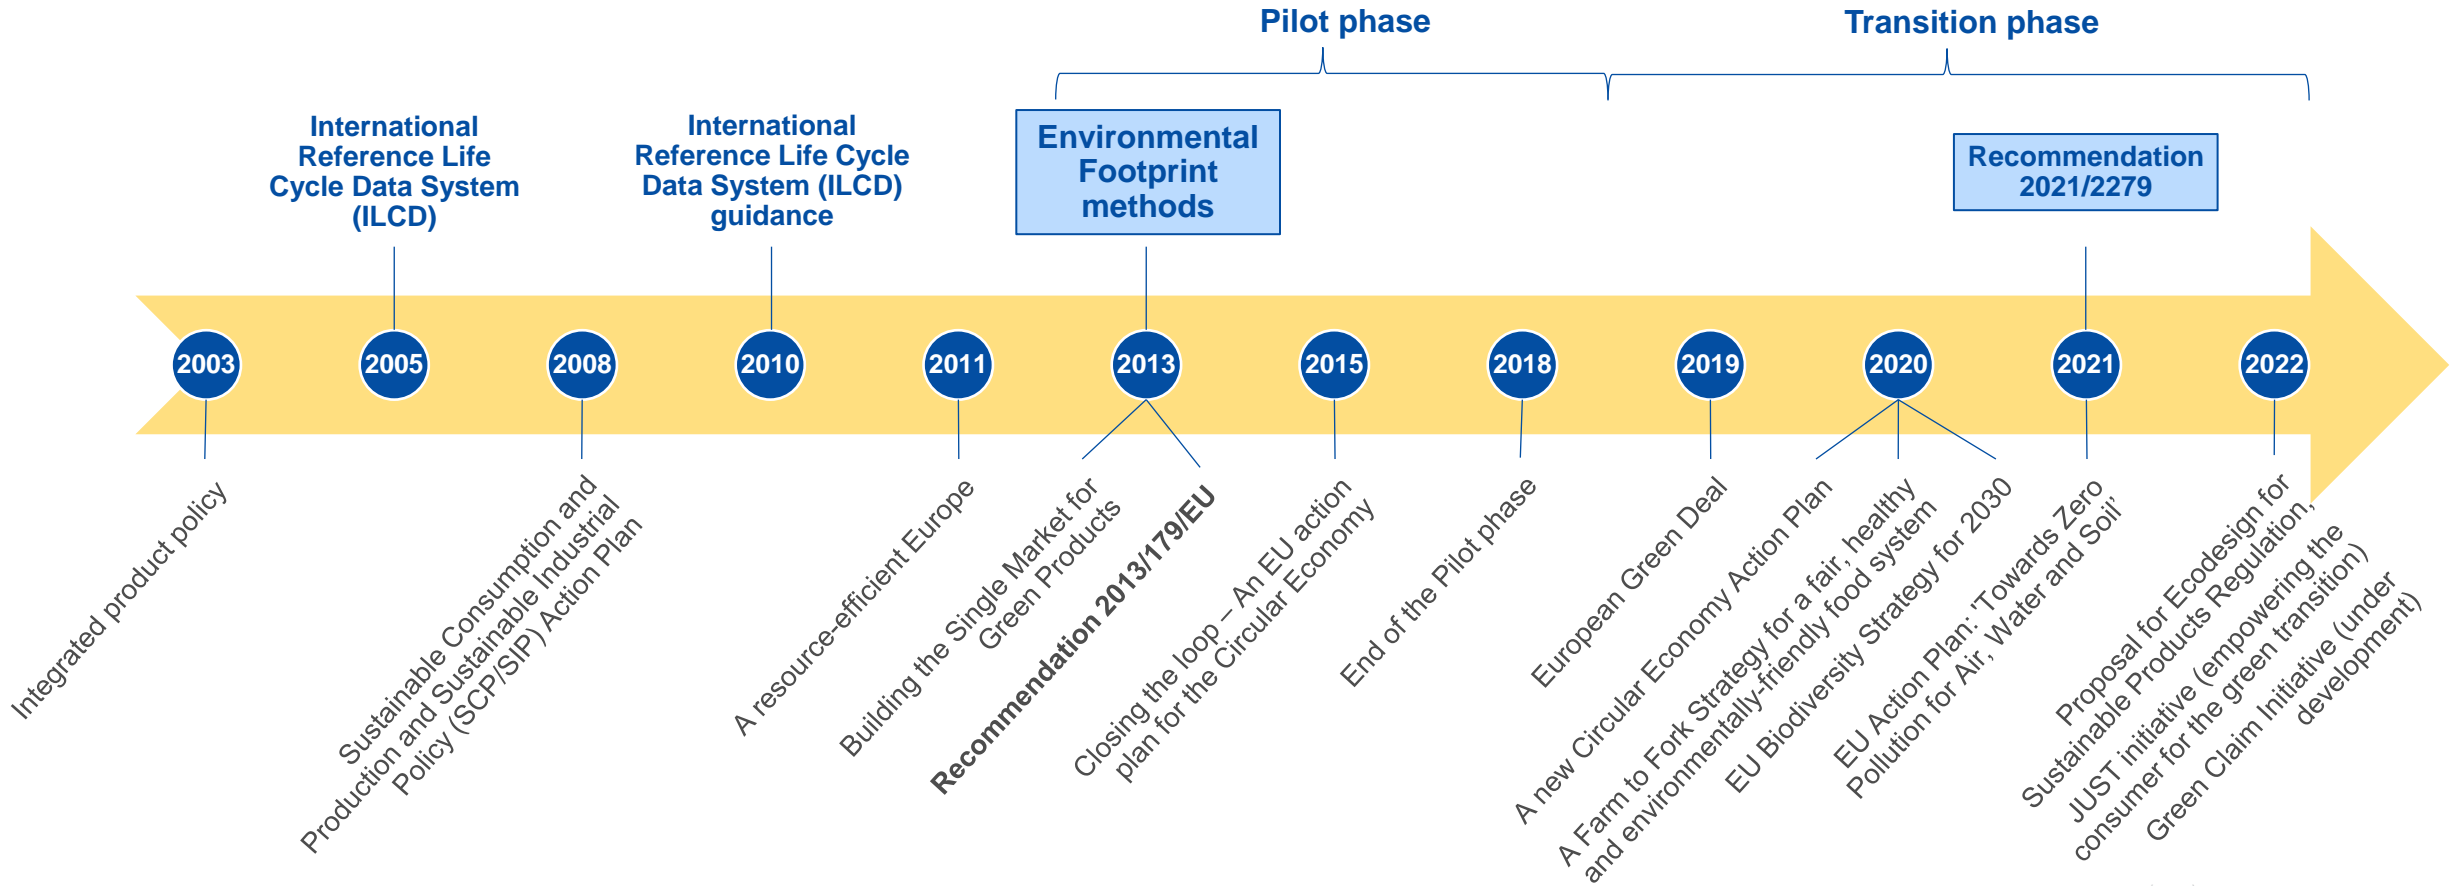 Pilot phase
Transition phase
International
Reference Life
Cycle Data System
(ILCD)
International
Reference Life Cycle
Data System (ILCD)
guidance
Environmental
Footprint
methods
Recommendation
2021/2279
2003
2005
2008
2010
2011
2013
2015
2018
2019
2020
2021
2022
Integrated product policy
Sustainable Consumption and
Production and Sustainable Industrial
Policy (SCP/SIP) Action Plan
A resource-efficient Europe
Building the Single Market for
Green Products
Recommendation 2013/179/EU
Closing the loop – An EU action
plan for the Circular Economy
End of the Pilot phase
European Green Deal
A new Circular Economy Action Plan
A Farm to Fork Strategy for a fair, healthy
and environmentally-friendly food system
EU Biodiversity Strategy for 2030
EU Action Plan: 'Towards Zero
Pollution for Air, Water and Soil’
Proposal for Ecodesign for
Sustainable Products Regulation,
JUST initiative (empowering the
consumer for the green transition)
Green Claim Initiative (under
development)